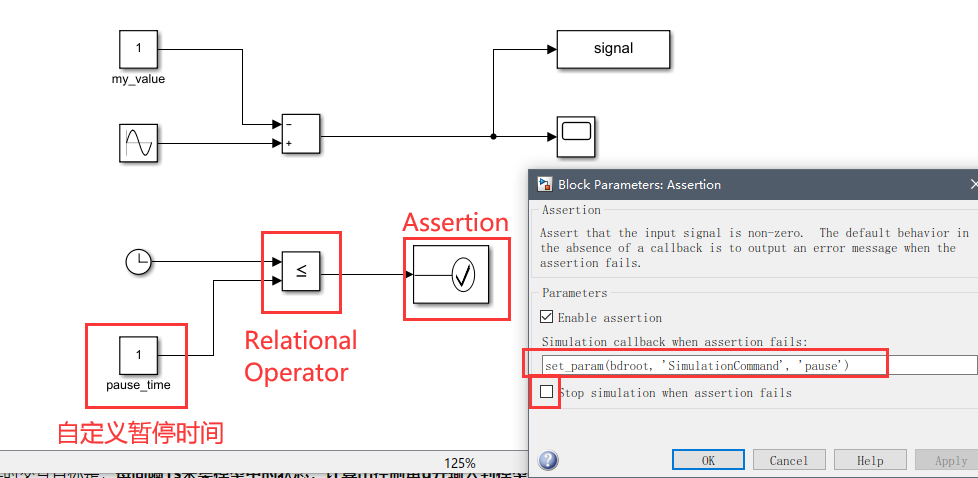 1
my_value
signal
−
+
≤
1
pause_time
Assertion
Relational
Operator
自定义暂停时间
Block Parameters: Assertion
Assertion
Assert that the input signal is non-zero. The default behavior in
the absence of a callback is to output an error message when the
assertion fails.
Parameters
Enable assertion
Simulation callback when assertion fails:
set_param(bdroot, 'SimulationCommand', 'pause')
Stop simulation when assertion fails
OK
Cancel
Help
Apply
125%